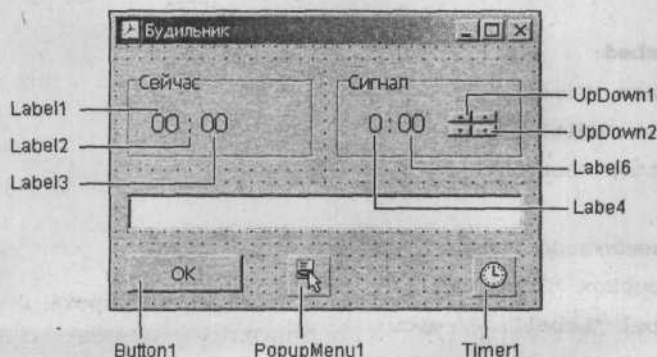 Будильник
Сейчас
Сигнал
00 : 00
0 : 00
OK
Label1
Label2
Label3
UpDown1
UpDown2
Label6
Labe4
Button1
PopupMenu1
Timer1